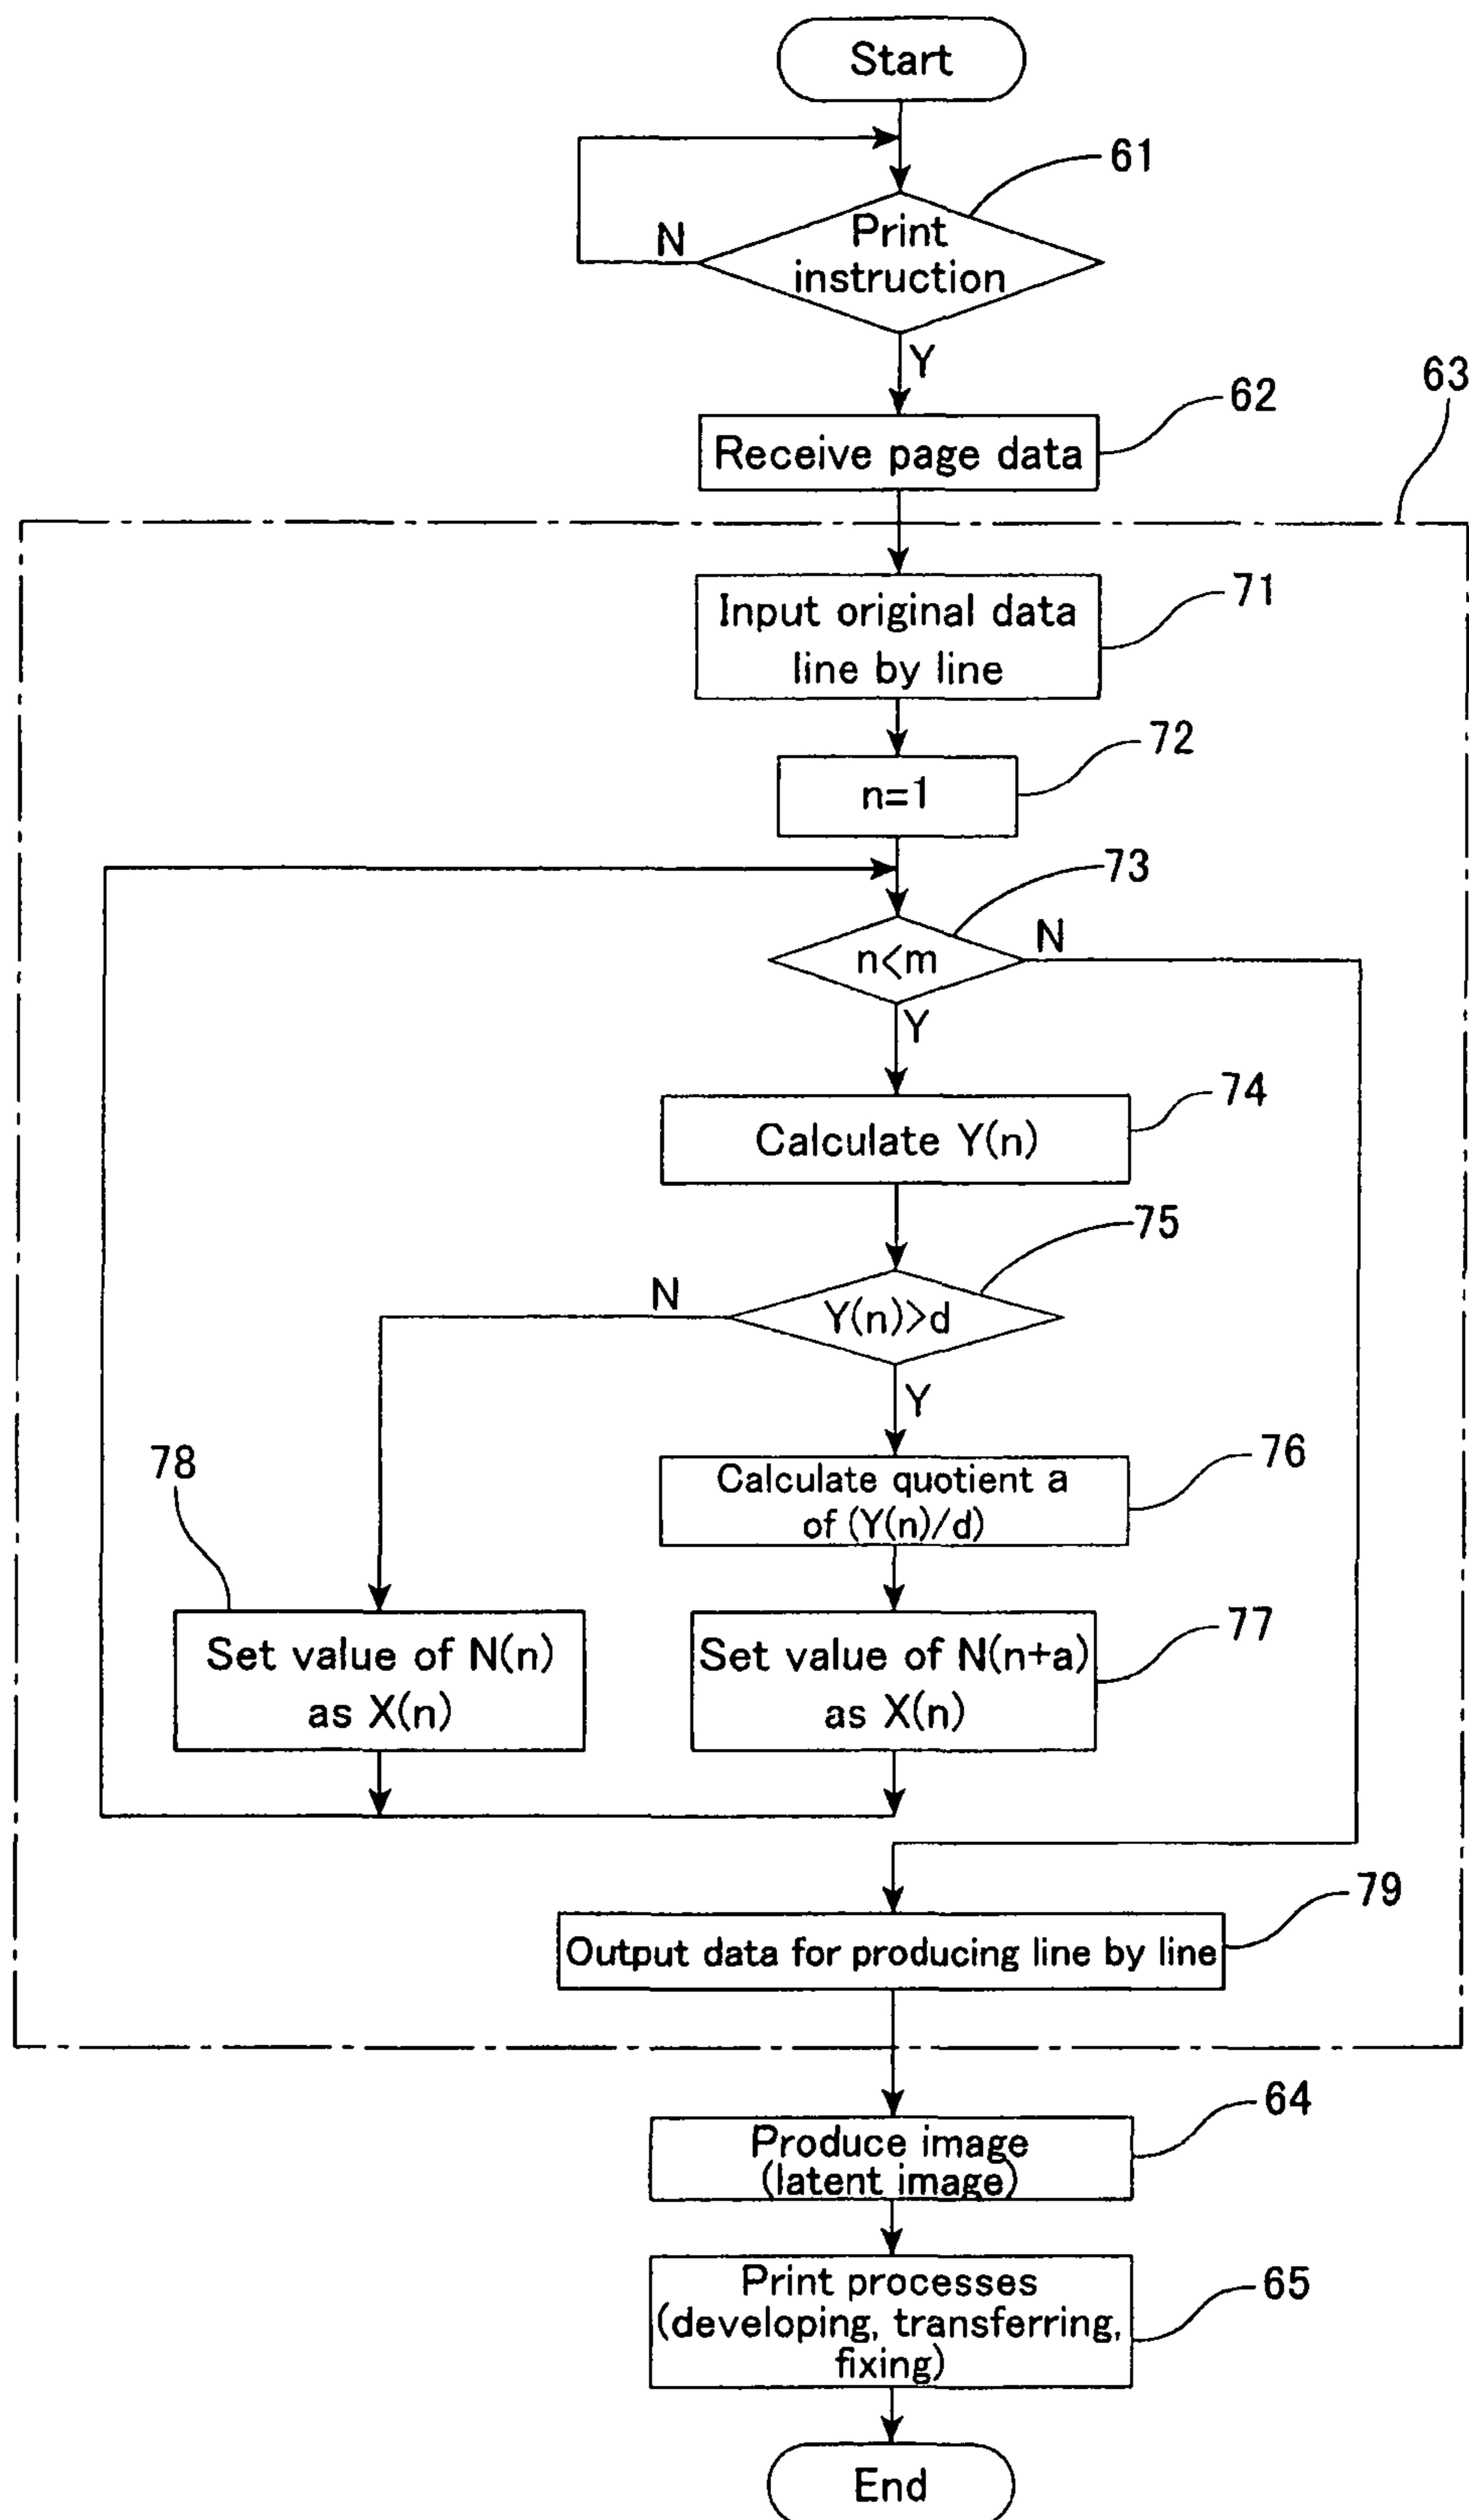 Start
61
Print
instruction
N
Y
63
62
Receive page data
71
Input original data
line by line
72
n=1
73
n<m
N
Y
74
Calculate Y(n)
75
Y(n)>d
N
Y
78
76
Calculate quotient a
of (Y(n)/d)
77
Set value of N(n)
as X(n)
Set value of N(n+a)
as X(n)
79
Output data for producing line by line
64
Produce image
(latent image)
65
Print processes
(developing, transferring,
fixing)
End